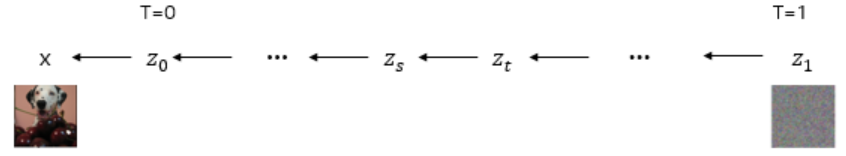 T=0 T=1
x ← z₀ ← ... ← zₛ ← zₜ ← ... ← z₁